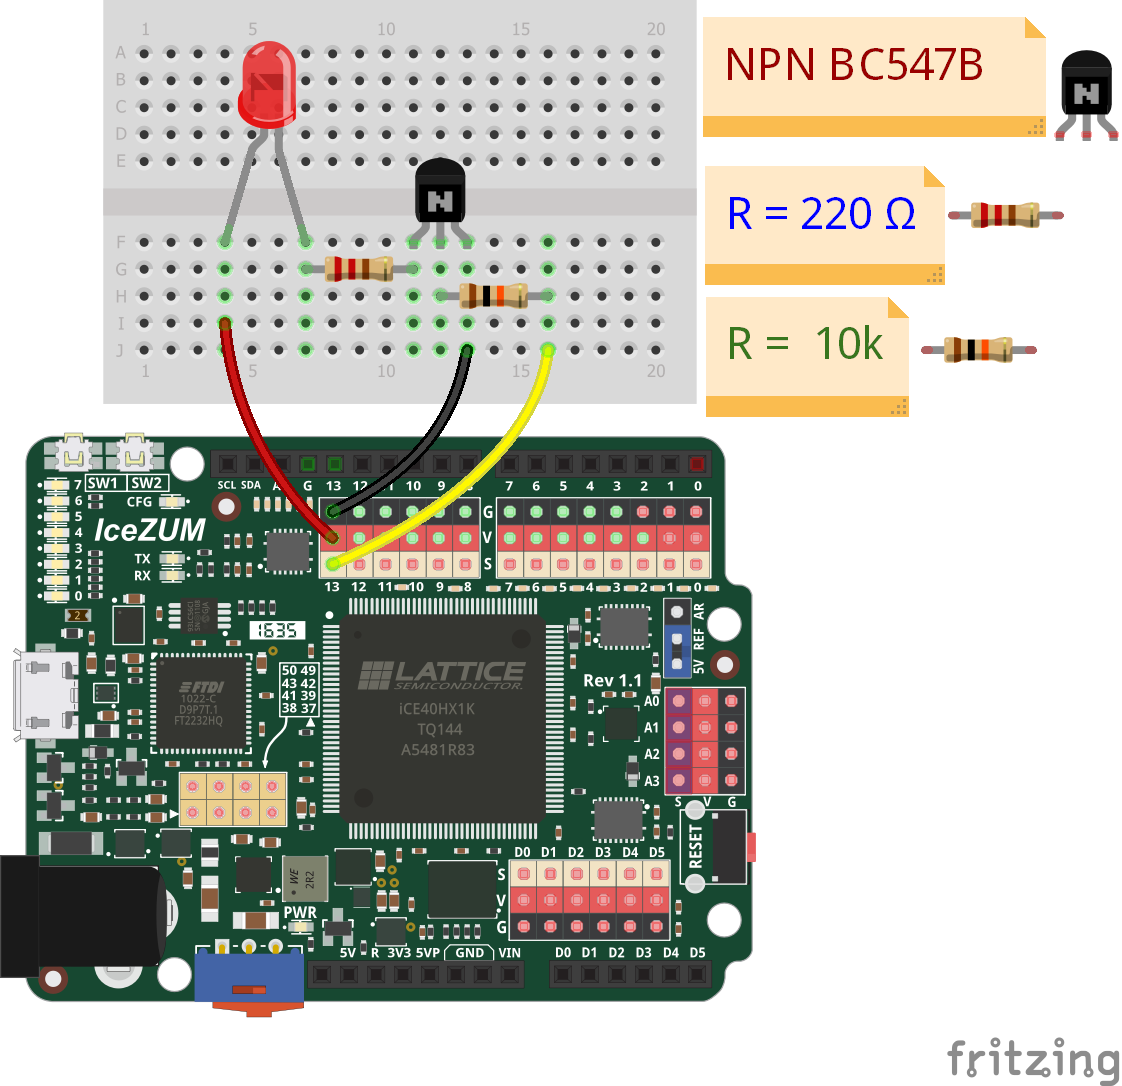 1 5 10 15 20
A
B
C
D
E
F
G
H
I
J
1 5 10 15 20
N
NPN BC547B
N
R = 220 Ω
R = 10k
SCL SDA A G 13 12 11 10 9 8 7 6 5 4 3 2 1 0
G
V
S
13 12 11 10 9 8 7 6 5 4 3 2 1 0
SW1 SW2
CFG
IceZUM
TX
RX
7
6
5
4
3
2
1
0
2
93LC56CI
1635
FTDI
1022-C
D9P7T.1
FT2232HQ
50 49
43 42
41 39
38 37
LATTICE
SEMICONDUCTOR
iCE40HX1K
TQ144
A5481R83
Rev 1.1
AR
REF
5V
A0
A1
A2
A3
S V G
RESET
D0 D1 D2 D3 D4 D5
S
V
G
WE
2R2
PWR
5V R 3V3 5VP GND VIN
D0 D1 D2 D3 D4 D5
fritzing